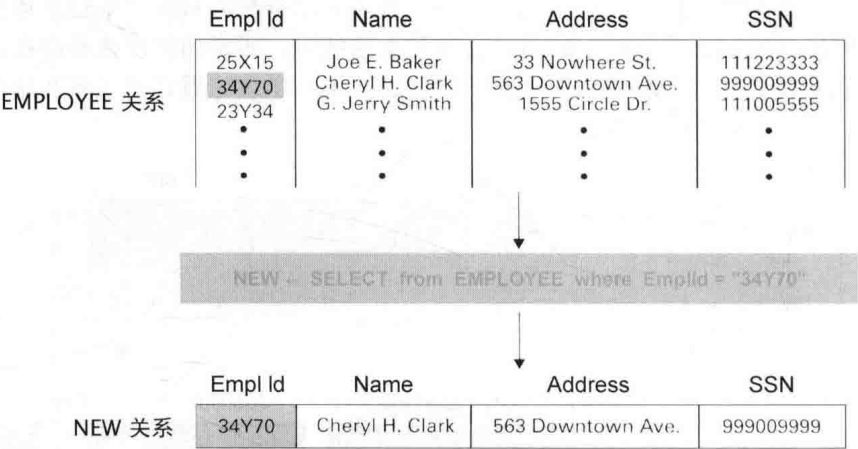 Empl Id Name Address SSN
25X15 Joe E. Baker 33 Nowhere St. 111223333
EMPLOYEE 关系 34Y70 Cheryl H. Clark 563 Downtown Ave. 999009999
23Y34 G. Jerry Smith 1555 Circle Dr. 111005555
NEW ← SELECT from EMPLOYEE where EmplId = "34Y70"
Empl Id Name Address SSN
NEW 关系 34Y70 Cheryl H. Clark 563 Downtown Ave. 999009999